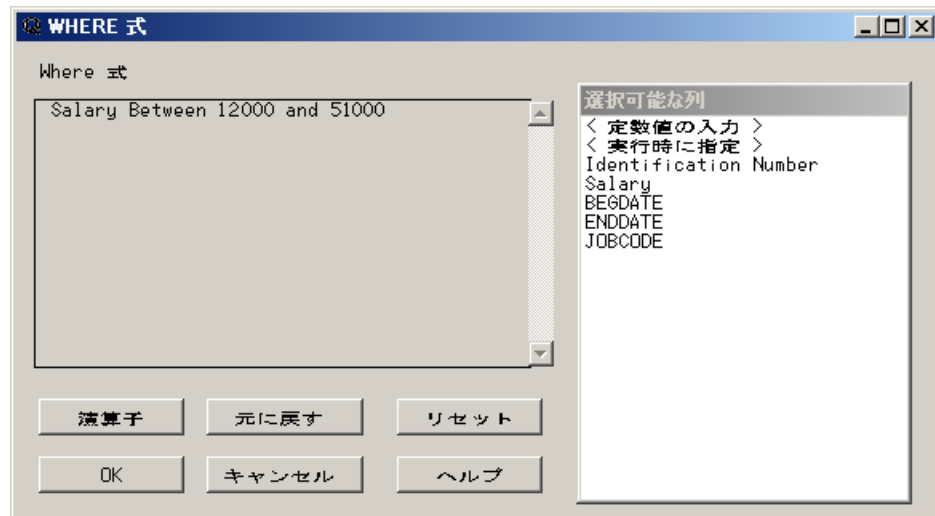 WHERE 式
Where 式
Salary Between 12000 and 51000
選択可能な列
< 定数値の入力 >
< 実行時に指定 >
Identification Number
Salary
BEGDATE
ENDDATE
JOBCODE
演算子
元に戻す
リセット
OK
キャンセル
ヘルプ